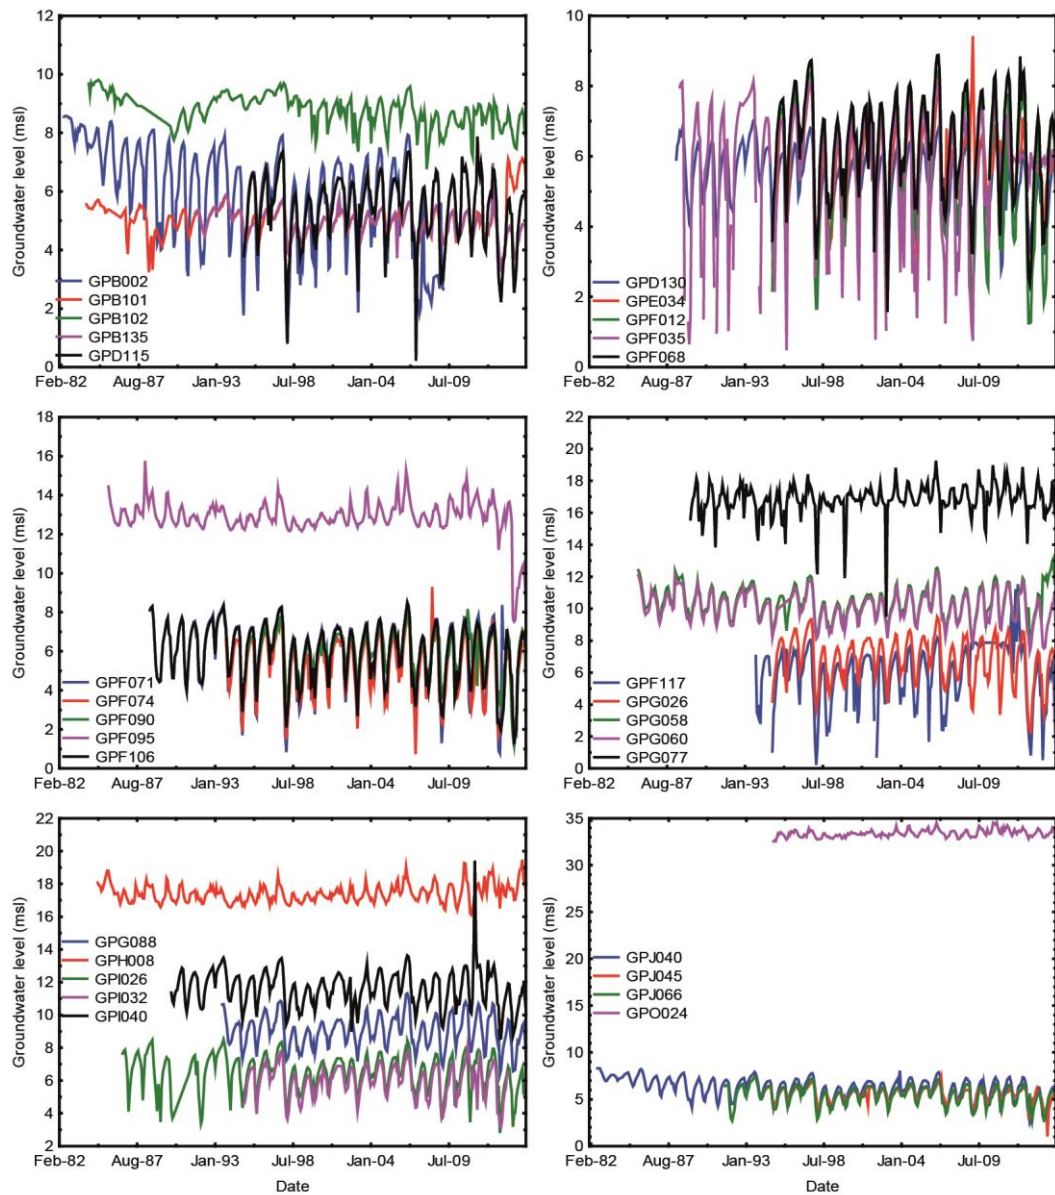 12
10
8
6
4
2
0
Groundwater level (msl)
GPB002
GPB101
GPB102
GPB135
GPD115
Feb-82 Aug-87 Jan-93 Jul-98 Jan-04 Jul-09
10
8
6
4
2
0
Groundwater level (msl)
GPD130
GPE034
GPF012
GPF035
GPF068
Feb-82 Aug-87 Jan-93 Jul-98 Jan-04 Jul-09
18
16
14
12
10
8
6
4
2
0
Groundwater level (msl)
GPF071
GPF074
GPF090
GPF095
GPF106
Feb-82 Aug-87 Jan-93 Jul-98 Jan-04 Jul-09
22
20
18
16
14
12
10
8
6
4
2
0
Groundwater level (msl)
GPF117
GPG026
GPG058
GPG060
GPG077
Feb-82 Aug-87 Jan-93 Jul-98 Jan-04 Jul-09
22
20
18
16
14
12
10
8
6
4
2
Groundwater level (msl)
GPG088
GPH008
GPI026
GPI032
GPI040
Feb-82 Aug-87 Jan-93 Jul-98 Jan-04 Jul-09
Date
35
30
25
20
15
10
5
0
Groundwater level (msl)
GPJ040
GPJ045
GPJ066
GPO024
Feb-82 Aug-87 Jan-93 Jul-98 Jan-04 Jul-09
Date